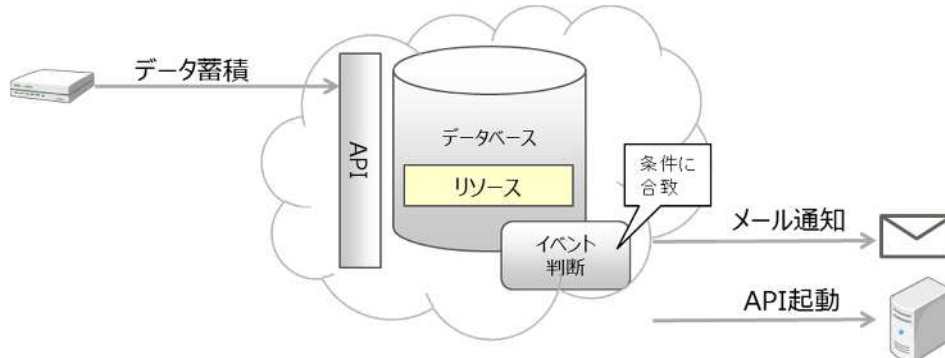 データ蓄積
API
データベース
リソース
条件に
合致
イベント
判断
メール通知
API起動